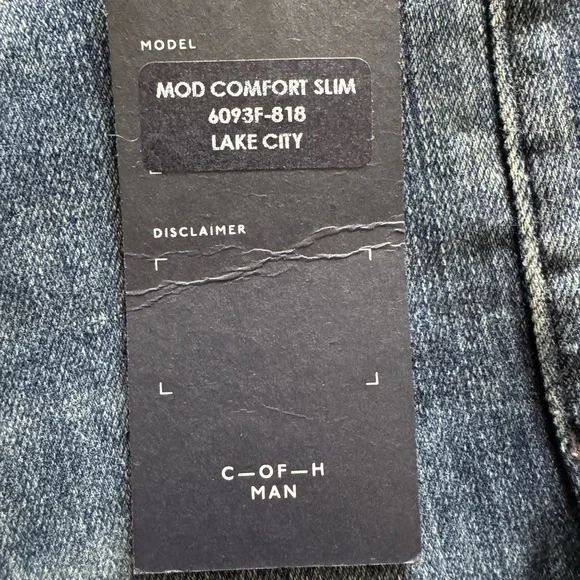 MODEL
MOD COMFORT SLIM
6093F-818
LAKE CITY
DISCLAIMER
C—OF—H
MAN